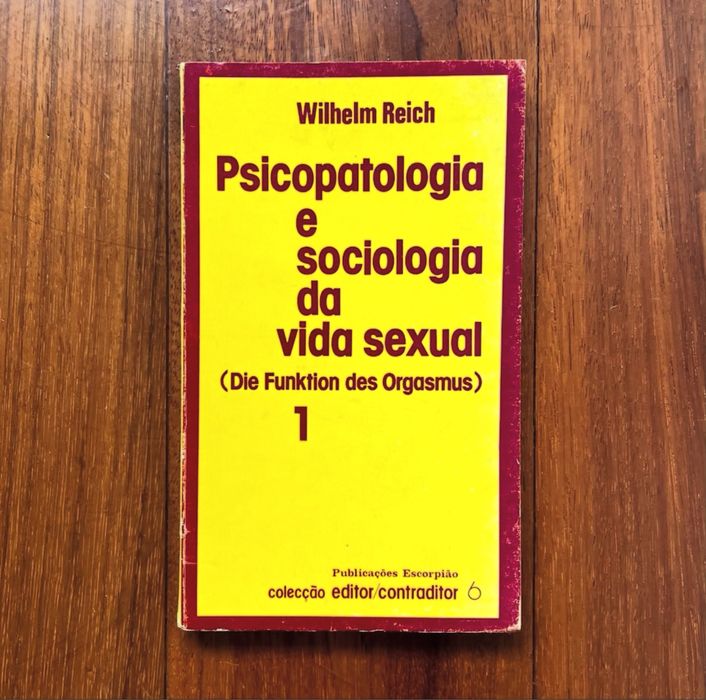 Wilhelm Reich
Psicopatologia
e
sociologia
da
vida sexual
(Die Funktion des Orgasmus)
1
Publicações Escorpião
colecção editor/contraditor 6